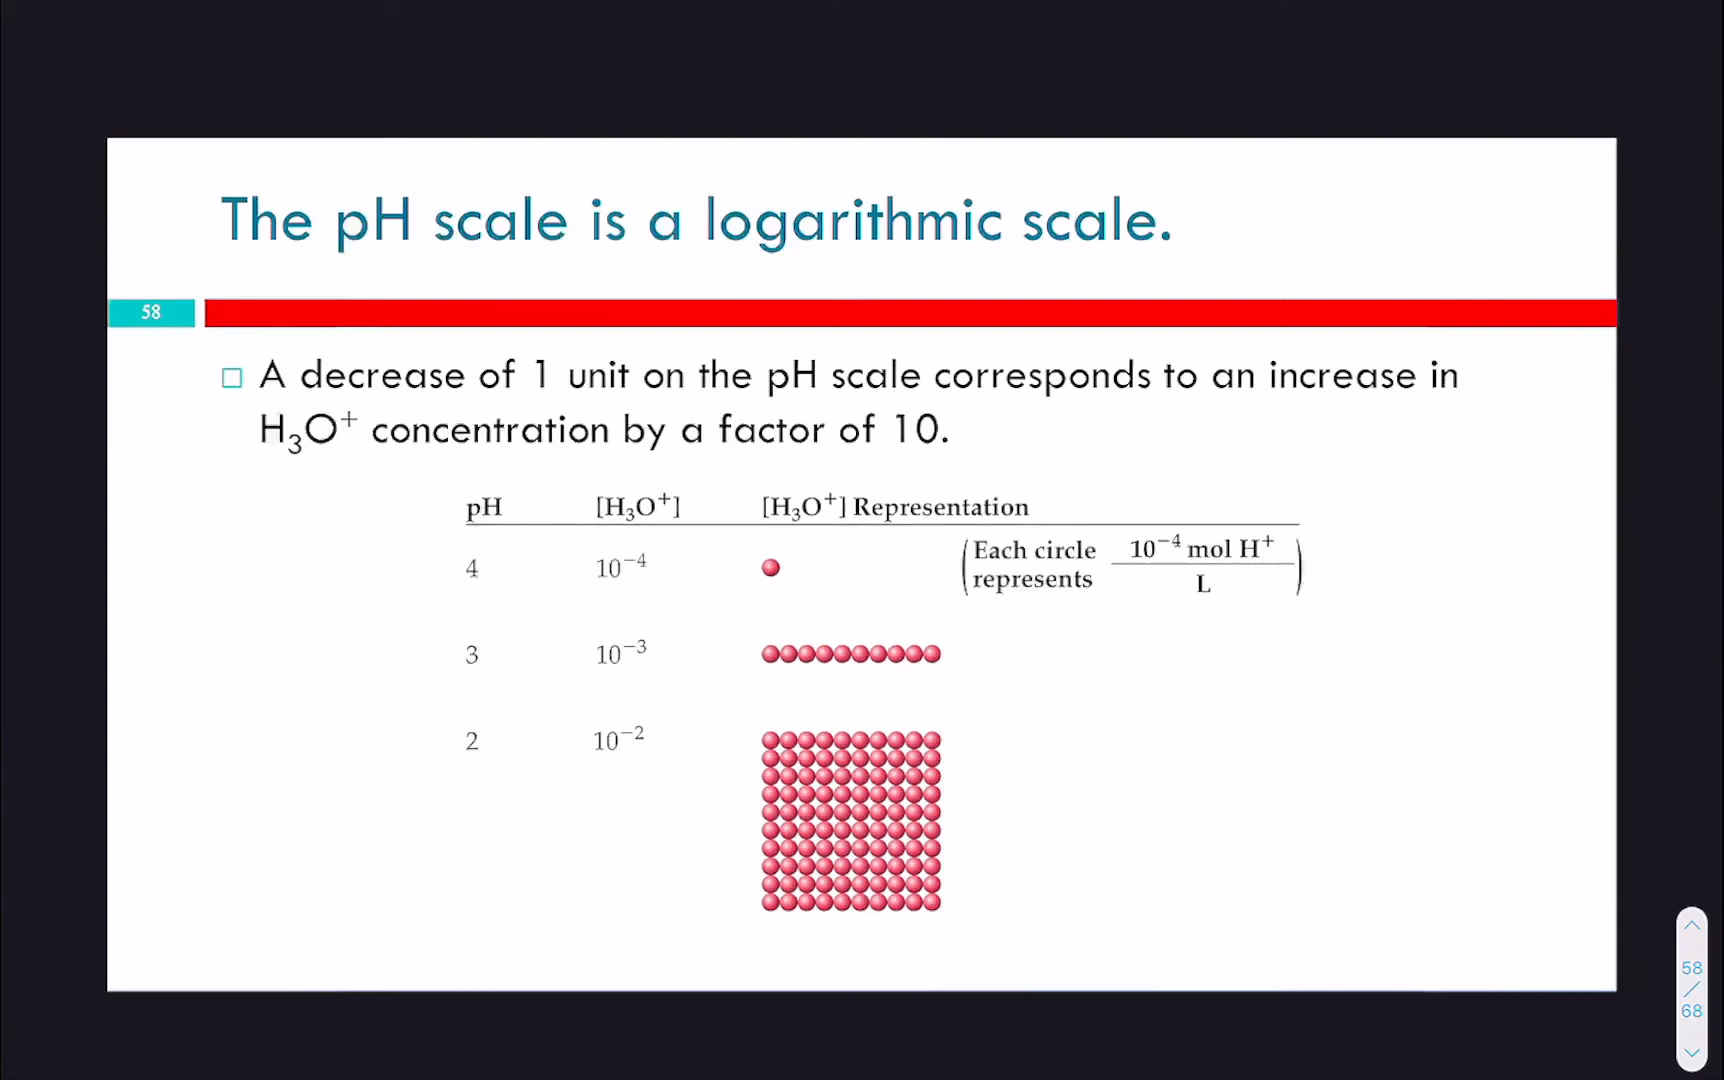 The pH scale is a logarithmic scale.
58
A decrease of 1 unit on the pH scale corresponds to an increase in
H₃O⁺ concentration by a factor of 10.
pH [H₃O⁺] [H₃O⁺] Representation
4 10⁻⁴ (Each circle represents 10⁻⁴ mol H⁺ / L)
3 10⁻³
2 10⁻²
58
/
68